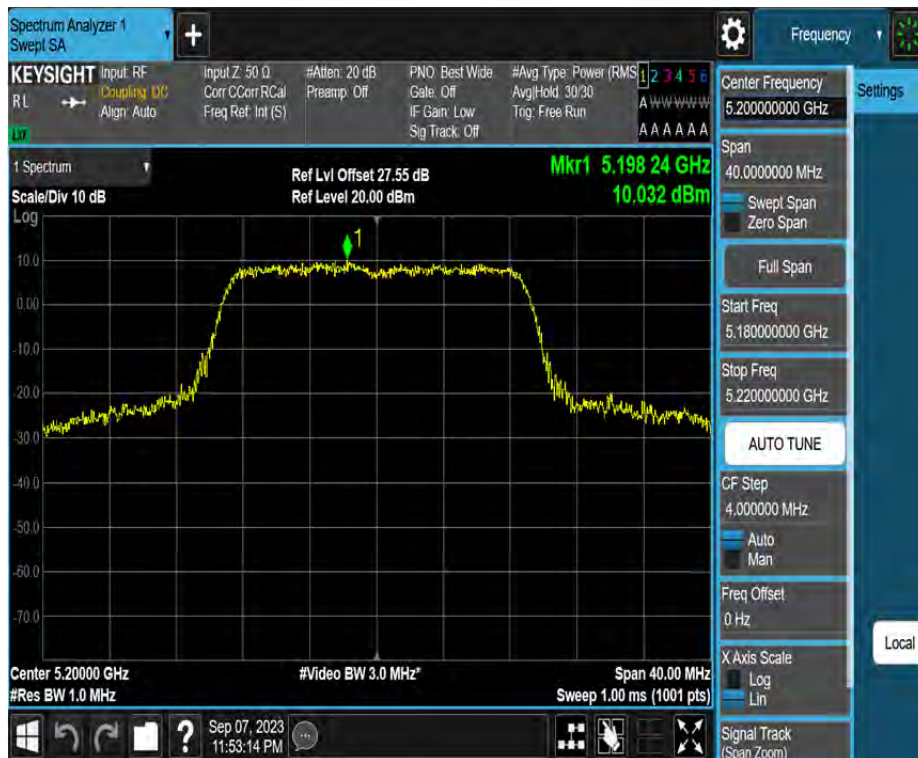 Spectrum Analyzer 1
Swept SA
+
Frequency
KEYSIGHT
RL
LXI
Input: RF
Coupling: DC
Align: Auto
Input Z: 50 Ω
Corr CCorr RCal
Freq Ref: Int (S)
#Atten: 20 dB
Preamp: Off
PNO: Best Wide
Gate: Off
IF Gain: Low
Sig Track: Off
#Avg Type: Power (RMS
Avg|Hold: 30/30
Trig: Free Run
1 2 3 4 5 6
A W W W W W
A A A A A A
1 Spectrum
Scale/Div 10 dB
Log
Ref Lvl Offset 27.55 dB
Ref Level 20.00 dBm
Mkr1 5.198 24 GHz
10.032 dBm
1
10.0
0.00
-10.0
-20.0
-30.0
-40.0
-50.0
-60.0
-70.0
Center 5.20000 GHz
#Res BW 1.0 MHz
#Video BW 3.0 MHz*
Span 40.00 MHz
Sweep 1.00 ms (1001 pts)
Center Frequency
5.200000000 GHz
Settings
Span
40.0000000 MHz
Swept Span
Zero Span
Full Span
Start Freq
5.180000000 GHz
Stop Freq
5.220000000 GHz
AUTO TUNE
CF Step
4.000000 MHz
Auto
Man
Freq Offset
0 Hz
X Axis Scale
Log
Lin
Local
Signal Track
(Span Zoom)
?
Sep 07, 2023
11:53:14 PM